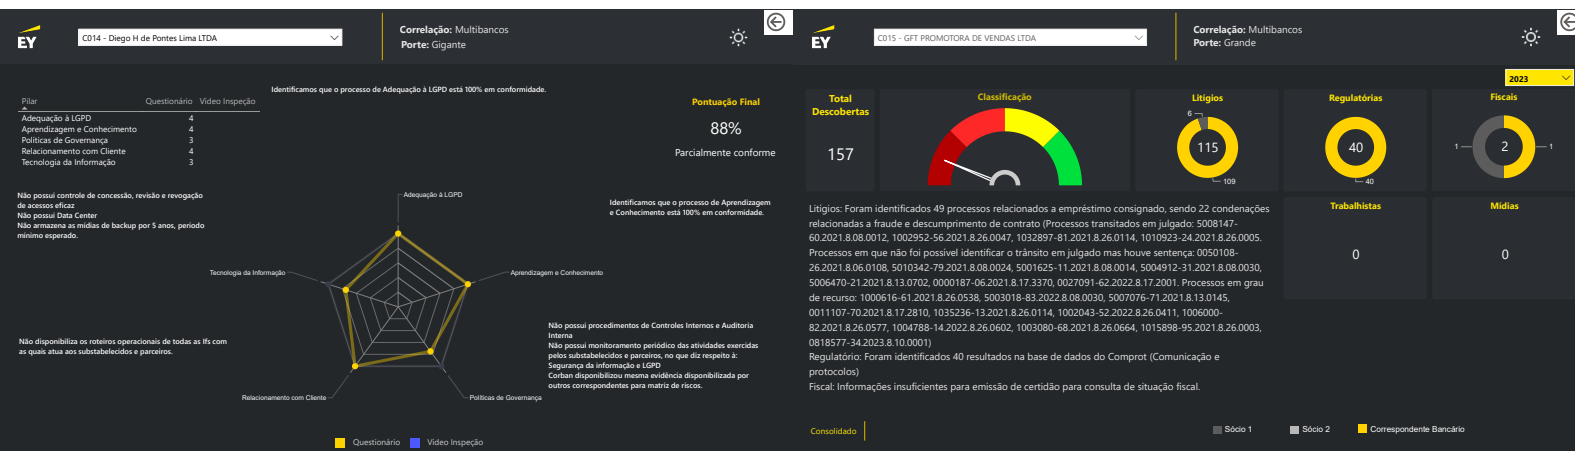 EY
C014 - Diego H de Pontes Lima LTDA
Correlação: Multibancos
Porte: Gigante
Pilar Questionário Vídeo Inspeção
Adequação à LGPD 4
Aprendizagem e Conhecimento 4
Políticas de Governança 3
Relacionamento com Cliente 4
Tecnologia da Informação 3
Identificamos que o processo de Adequação à LGPD está 100% em conformidade.
Pontuação Final
88%
Parcialmente conforme
Não possui controle de concessão, revisão e revogação
de acessos eficaz
Não possui Data Center
Não armazena as mídias de backup por 5 anos, período
mínimo esperado.
Adequação à LGPD
Identificamos que o processo de Aprendizagem
e Conhecimento está 100% em conformidade.
Tecnologia da Informação
Aprendizagem e Conhecimento
Não disponibiliza os roteiros operacionais de todas as Ifs com
as quais atua aos substabelecidos e parceiros.
Não possui procedimentos de Controles Internos e Auditoria
Interna
Não possui monitoramento periódico das atividades exercidas
pelos substabelecidos e parceiros, no que diz respeito à:
Segurança da informação e LGPD
Corban disponibilizou mesma evidência disponibilizada por
outros correspondentes para matriz de riscos.
Relacionamento com Cliente
Políticas de Governança
Questionário
Vídeo Inspeção
EY
C015 - GFT PROMOTORA DE VENDAS LTDA
Correlação: Multibancos
Porte: Grande
2023
Total
Descobertas
157
Classificação
Litígios
6
115
109
Regulatórias
40
40
Fiscais
1
2
1
Trabalhistas
0
Mídias
0
Litígios: Foram identificados 49 processos relacionados a empréstimo consignado, sendo 22 condenações
relacionadas a fraude e descumprimento de contrato (Processos transitados em julgado: 5008147-
60.2021.8.08.0012, 1002952-56.2021.8.26.0047, 1032897-81.2021.8.26.0114, 1010923-24.2021.8.26.0005.
Processos em que não foi possível identificar o trânsito em julgado mas houve sentença: 0050108-
26.2021.8.06.0108, 5010342-79.2021.8.08.0024, 5001625-11.2021.8.08.0014, 5004912-31.2021.8.08.0030,
5006470-21.2021.8.13.0702, 0000187-06.2021.8.17.3370, 0027091-62.2022.8.17.2001. Processos em grau
de recurso: 1000616-61.2021.8.26.0538, 5003018-83.2022.8.08.0030, 5007076-71.2021.8.13.0145,
0011107-70.2021.8.17.2810, 1035236-13.2021.8.26.0114, 1002043-52.2022.8.26.0411, 1006000-
82.2021.8.26.0577, 1004788-14.2022.8.26.0602, 1003080-68.2021.8.26.0664, 1015898-95.2021.8.26.0003,
0818577-34.2023.8.10.0001)
Regulatório: Foram identificados 40 resultados na base de dados do Comprot (Comunicação e
protocolos)
Fiscal: Informações insuficientes para emissão de certidão para consulta de situação fiscal.
Consolidado
Sócio 1
Sócio 2
Correspondente Bancário